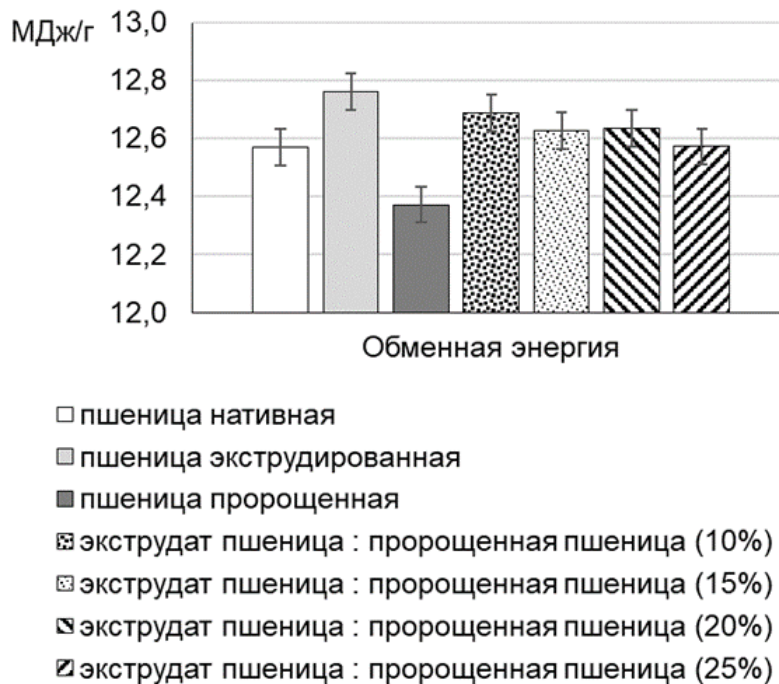 МДж/г
13,0
12,8
12,6
12,4
12,2
12,0
Обменная энергия
пшеница нативная
пшеница экструдированная
пшеница пророщенная
экструдат пшеница : пророщенная пшеница (10%)
экструдат пшеница : пророщенная пшеница (15%)
экструдат пшеница : пророщенная пшеница (20%)
экструдат пшеница : пророщенная пшеница (25%)